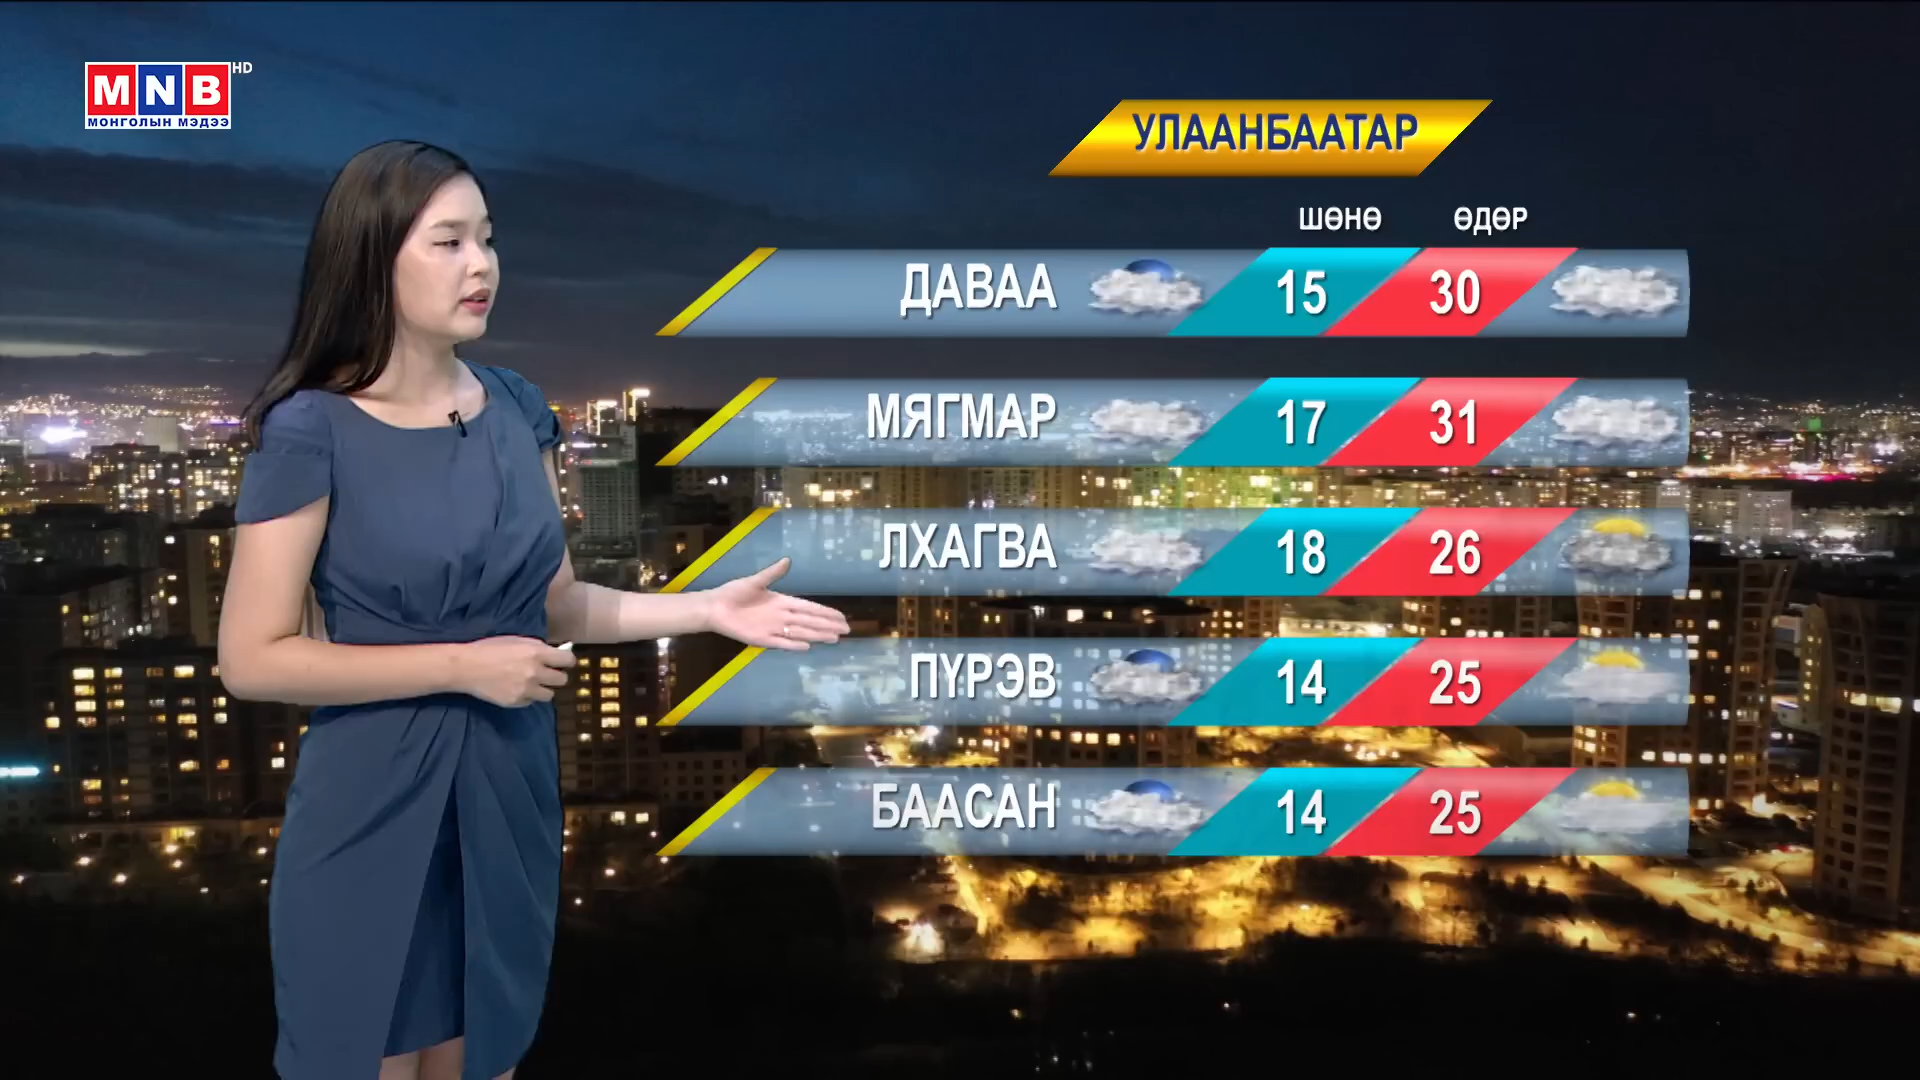 MNB HD
МОНГОЛЫН МЭДЭЭ
УЛААНБААТАР
ШӨНӨ ӨДӨР
ДАВАА 15 30
МЯГМАР 17 31
ЛХАГВА 18 26
ПҮРЭВ 14 25
БААСАН 14 25